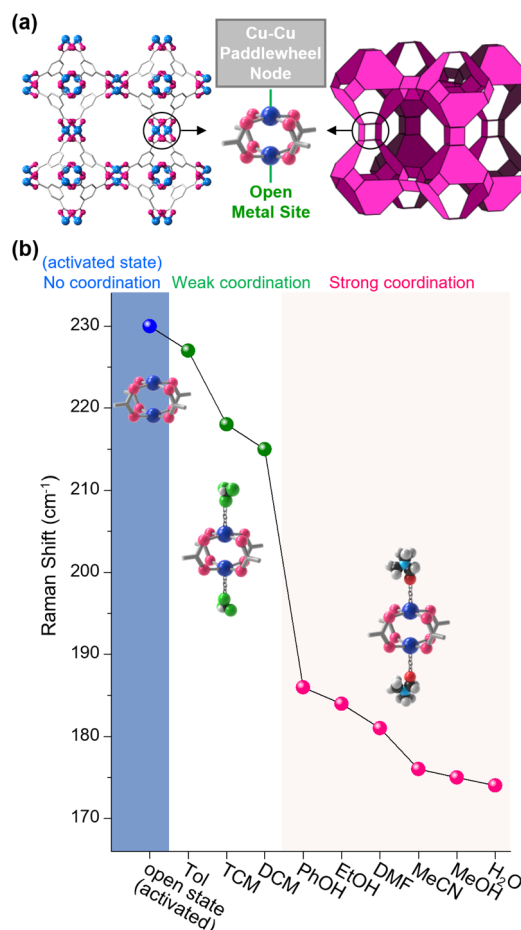 (a)
Cu-Cu
Paddlewheel
Node
Open
Metal Site
(b)
(activated state)
No coordination
Weak coordination
Strong coordination
230
220
210
200
190
180
170
Raman Shift (cm⁻¹)
open state
(activated)
Tol
TCM
DCM
PhOH
EtOH
DMF
MeCN
MeOH
H₂O